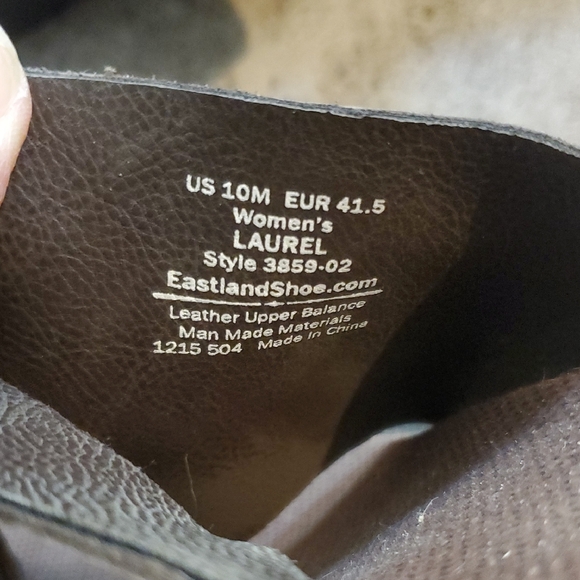 US 10M EUR 41.5
Women's
LAUREL
Style 3859-02
EastlandShoe.com
Leather Upper Balance
Man Made Materials
1215 504 Made In China